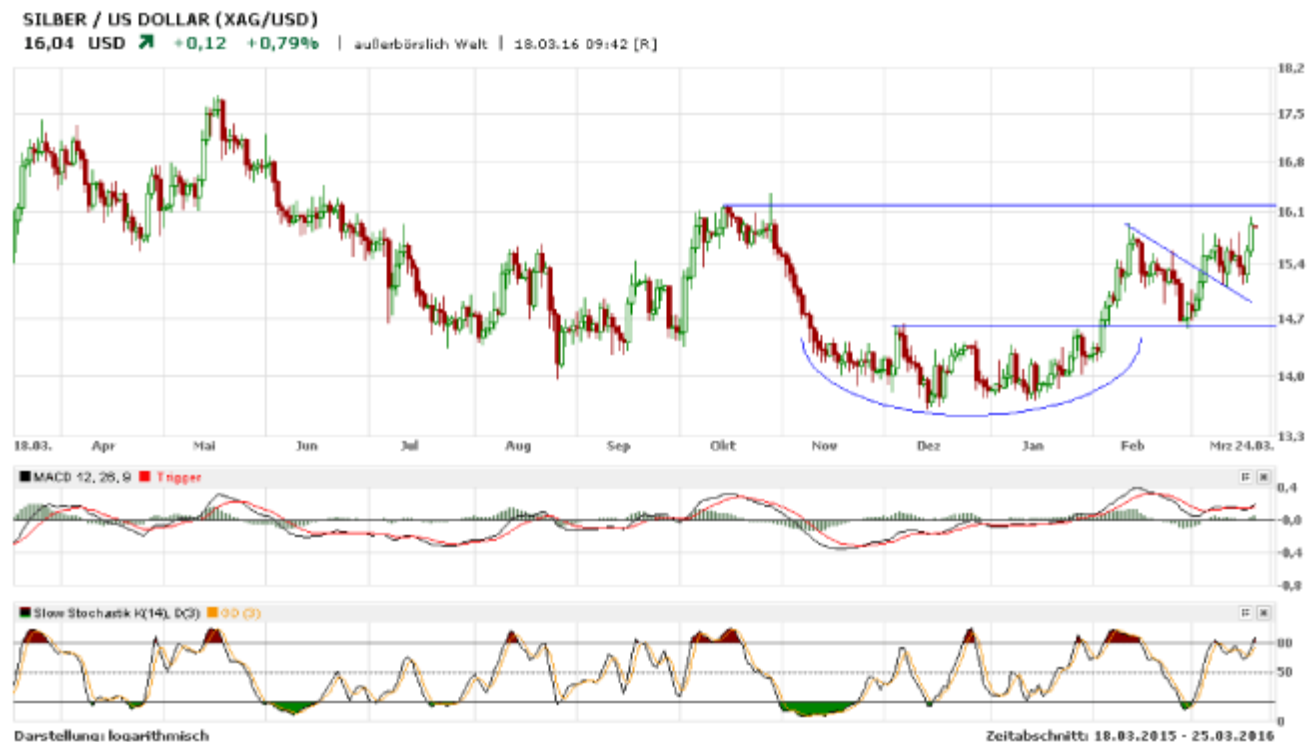 SILBER / US DOLLAR (XAG/USD)
16,04 USD +0,12 +0,79% | außerbörslich Welt | 18.03.16 09:42 [R]
18,2
17,5
16,8
16,1
15,4
14,7
14,0
13,3
18.03. Apr Mai Jun Jul Aug Sep Okt Nov Dez Jan Feb Mrz 24.03.
MACD 12, 26, 9 Trigger
0,4
-0,0
-0,4
-0,8
Slow Stochastik K(14), D(3) DD (3)
80
50
0
Darstellung: logarithmisch Zeitabschnitt: 18.03.2015 - 25.03.2016